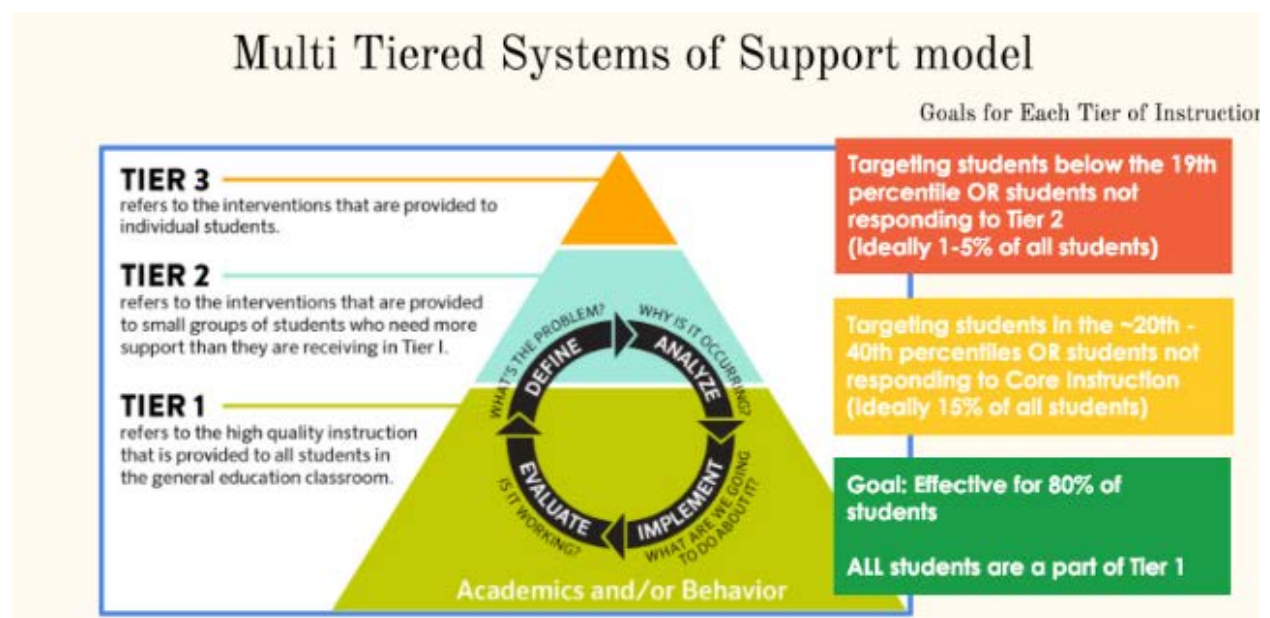 Multi Tiered Systems of Support model
Goals for Each Tier of Instruction
TIER 3
refers to the interventions that are provided to
individual students.
TIER 2
refers to the interventions that are provided
to small groups of students who need more
support than they are receiving in Tier I.
TIER 1
refers to the high quality instruction
that is provided to all students in
the general education classroom.
WHAT'S THE PROBLEM?
DEFINE
WHY IS IT OCCURRING?
ANALYZE
IMPLEMENT
WHAT ARE WE GOING
TO DO ABOUT IT?
EVALUATE
IS IT WORKING?
Academics and/or Behavior
Targeting students below the 19th
percentile OR students not
responding to Tier 2
(Ideally 1-5% of all students)
Targeting students in the ~20th -
40th percentiles OR students not
responding to Core Instruction
(Ideally 15% of all students)
Goal: Effective for 80% of
students
ALL students are a part of Tier 1